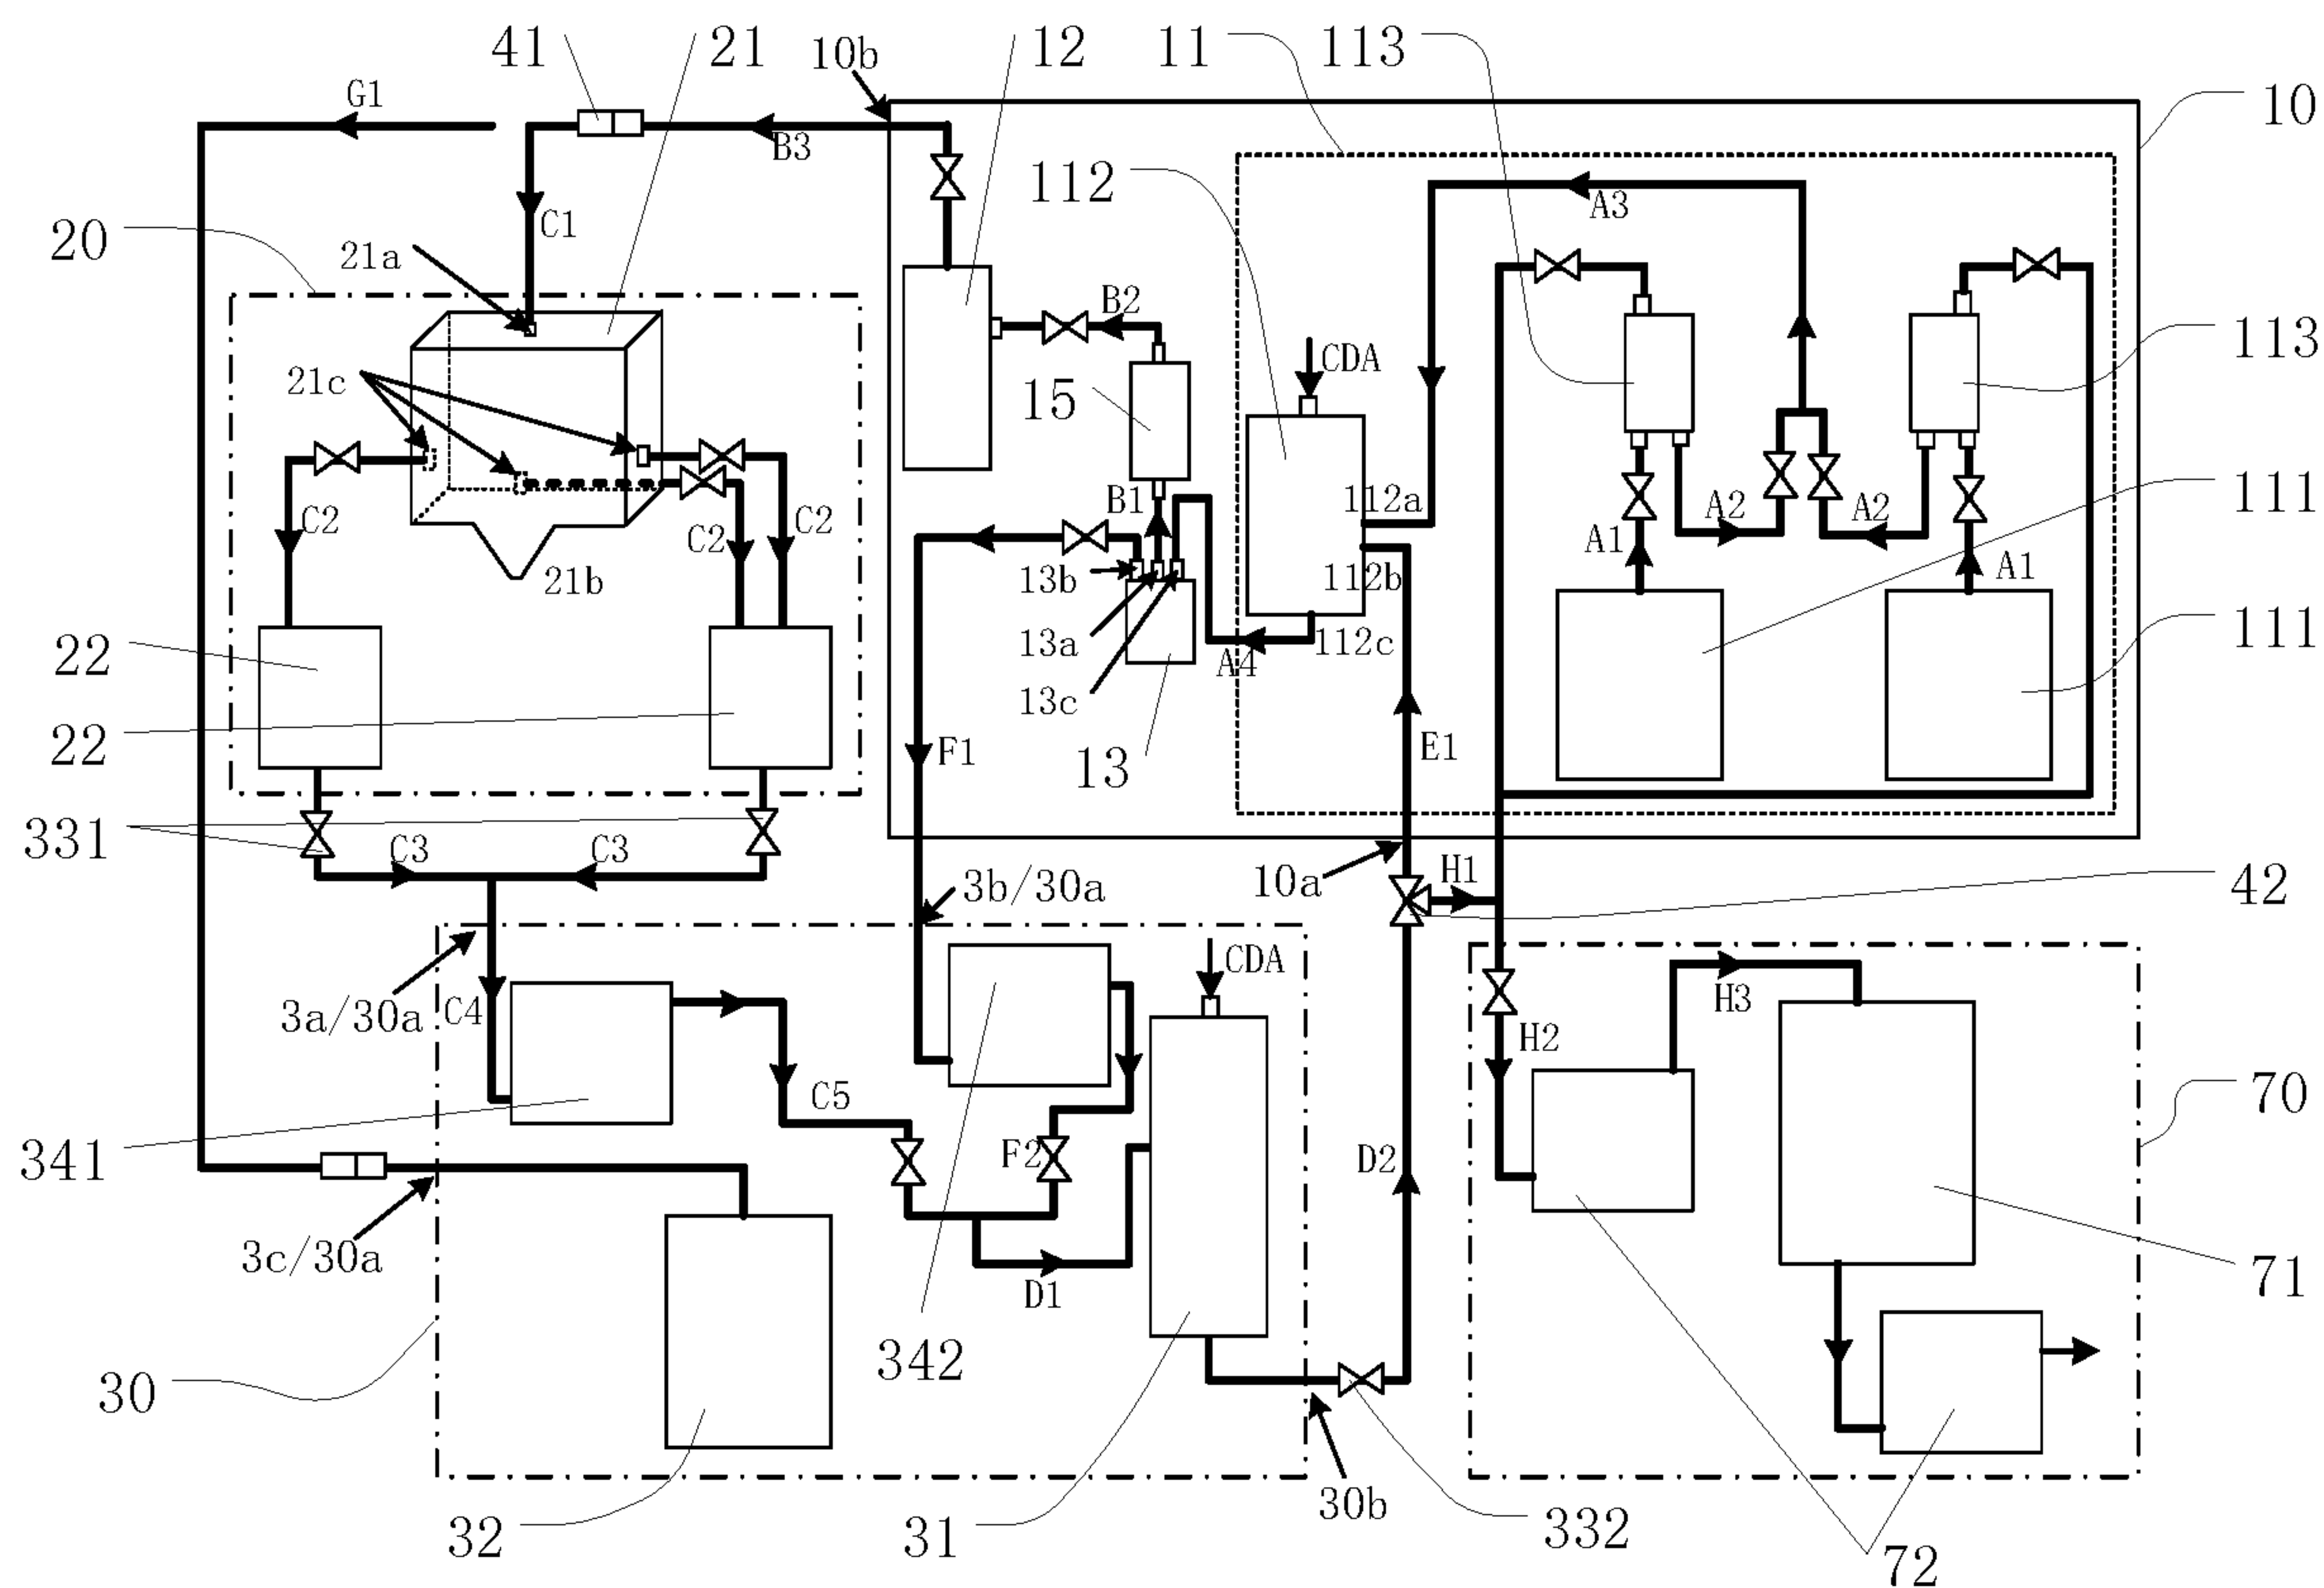 41
21
10b
12
11
113
10
G1
B3
112
A3
20
C1
21a
B2
CDA
113
21c
15
111
B1
112a
C2
C2
C2
A2
A2
A1
A1
21b
13b
112b
111
22
13a
112c
A4
13c
22
F1
13
E1
331
C3
C3
3b/30a
10a
H1
42
3a/30a
C4
CDA
H3
H2
C5
70
341
F2
D2
3c/30a
D1
71
342
30
30b
32
31
332
72